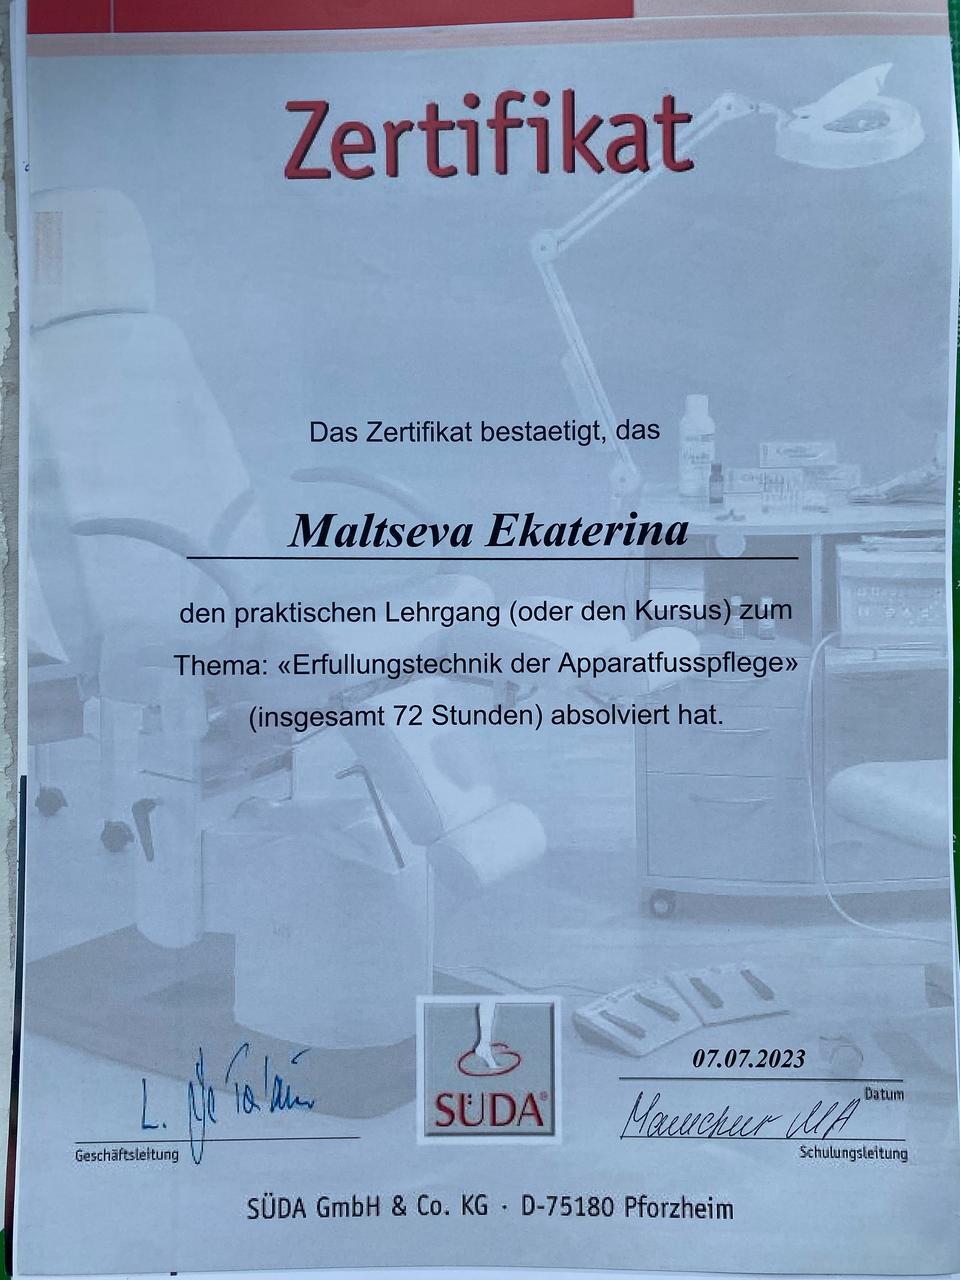 Zertifikat
Das Zertifikat bestaetigt, das
Maltseva Ekaterina
den praktischen Lehrgang (oder den Kursus) zum
Thema: «Erfullungstechnik der Apparatfusspflege»
(insgesamt 72 Stunden) absolviert hat.
07.07.2023
Datum
SÜDA®
Geschäftsleitung
Schulungsleitung
SÜDA GmbH & Co. KG · D-75180 Pforzheim